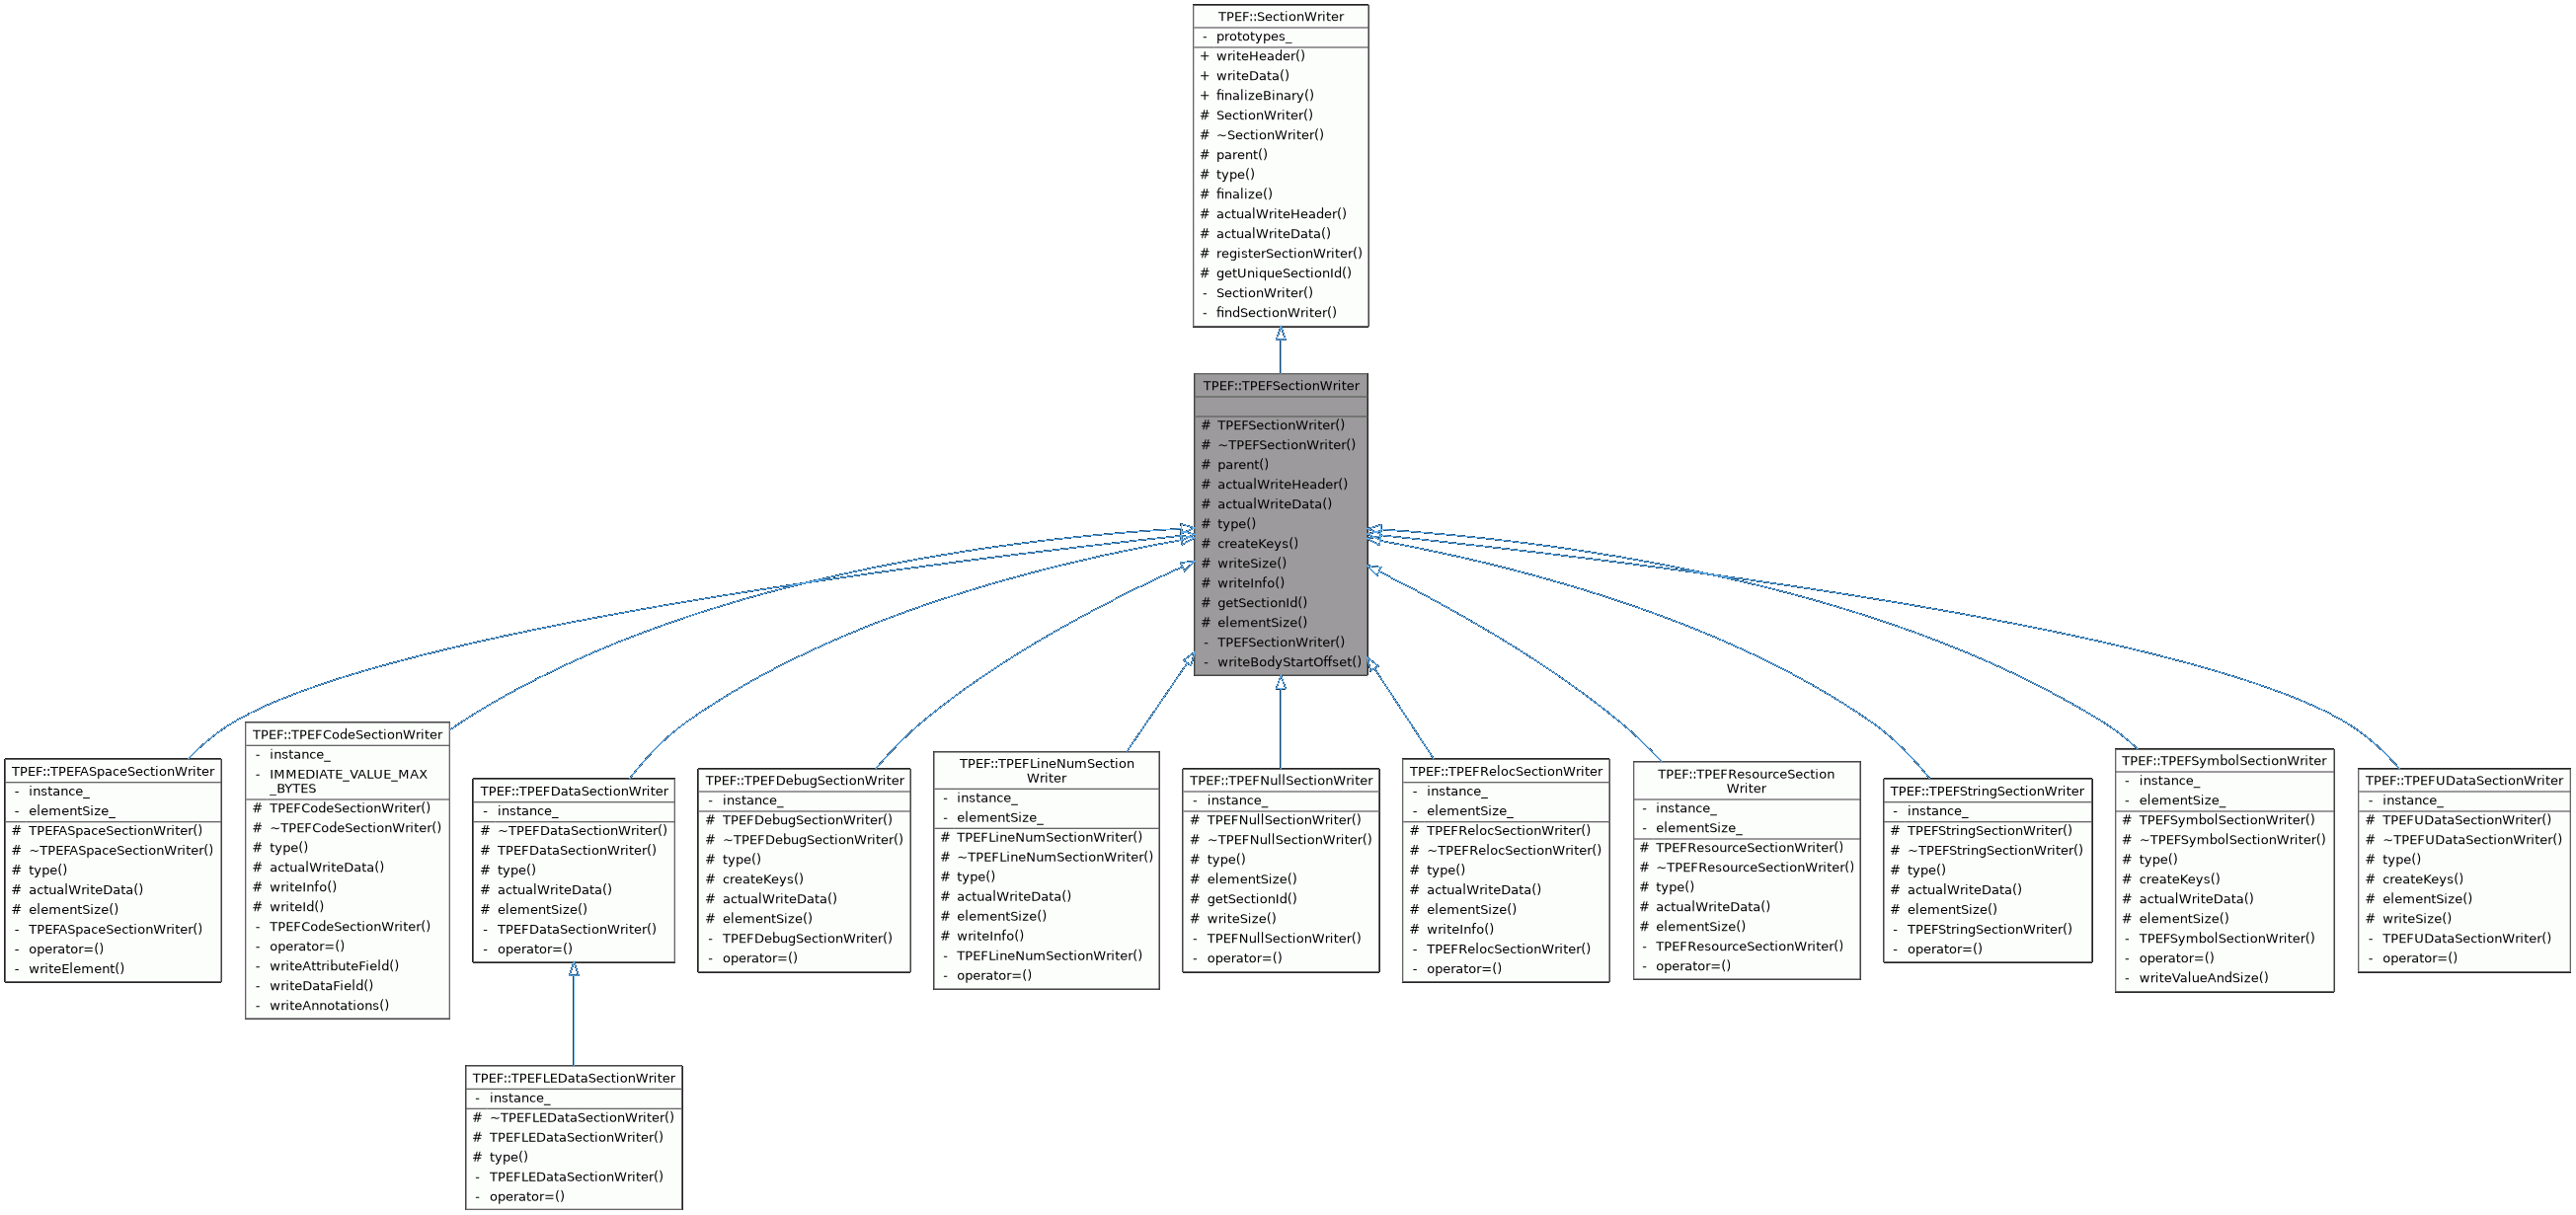 TPEF::SectionWriter
- prototypes_
+ writeHeader()
+ writeData()
+ finalizeBinary()
# SectionWriter()
# ~SectionWriter()
# parent()
# type()
# finalize()
# actualWriteHeader()
# actualWriteData()
# registerSectionWriter()
# getUniqueSectionId()
- SectionWriter()
- findSectionWriter()
TPEF::TPEFSectionWriter
# TPEFSectionWriter()
# ~TPEFSectionWriter()
# parent()
# actualWriteHeader()
# actualWriteData()
# type()
# createKeys()
# writeSize()
# writeInfo()
# getSectionId()
# elementSize()
- TPEFSectionWriter()
- writeBodyStartOffset()
TPEF::TPEFASpaceSectionWriter
- instance_
- elementSize_
# TPEFASpaceSectionWriter()
# ~TPEFASpaceSectionWriter()
# type()
# actualWriteData()
# elementSize()
- TPEFASpaceSectionWriter()
- operator=()
- writeElement()
TPEF::TPEFCodeSectionWriter
- instance_
- IMMEDIATE_VALUE_MAX
_BYTES
# TPEFCodeSectionWriter()
# ~TPEFCodeSectionWriter()
# type()
# actualWriteData()
# writeInfo()
# writeId()
- TPEFCodeSectionWriter()
- operator=()
- writeAttributeField()
- writeDataField()
- writeAnnotations()
TPEF::TPEFDataSectionWriter
- instance_
# ~TPEFDataSectionWriter()
# TPEFDataSectionWriter()
# type()
# actualWriteData()
# elementSize()
- TPEFDataSectionWriter()
- operator=()
TPEF::TPEFDebugSectionWriter
- instance_
# TPEFDebugSectionWriter()
# ~TPEFDebugSectionWriter()
# type()
# createKeys()
# actualWriteData()
# elementSize()
- TPEFDebugSectionWriter()
- operator=()
TPEF::TPEFLineNumSection
Writer
- instance_
- elementSize_
# TPEFLineNumSectionWriter()
# ~TPEFLineNumSectionWriter()
# type()
# actualWriteData()
# elementSize()
# writeInfo()
- TPEFLineNumSectionWriter()
- operator=()
TPEF::TPEFNullSectionWriter
- instance_
# TPEFNullSectionWriter()
# ~TPEFNullSectionWriter()
# type()
# elementSize()
# getSectionId()
# writeSize()
- TPEFNullSectionWriter()
- operator=()
TPEF::TPEFRelocSectionWriter
- instance_
- elementSize_
# TPEFRelocSectionWriter()
# ~TPEFRelocSectionWriter()
# type()
# actualWriteData()
# elementSize()
# writeInfo()
- TPEFRelocSectionWriter()
- operator=()
TPEF::TPEFResourceSection
Writer
- instance_
- elementSize_
# TPEFResourceSectionWriter()
# ~TPEFResourceSectionWriter()
# type()
# actualWriteData()
# elementSize()
- TPEFResourceSectionWriter()
- operator=()
TPEF::TPEFStringSectionWriter
- instance_
# TPEFStringSectionWriter()
# ~TPEFStringSectionWriter()
# type()
# actualWriteData()
# elementSize()
- TPEFStringSectionWriter()
- operator=()
TPEF::TPEFSymbolSectionWriter
- instance_
- elementSize_
# TPEFSymbolSectionWriter()
# ~TPEFSymbolSectionWriter()
# type()
# createKeys()
# actualWriteData()
# elementSize()
- TPEFSymbolSectionWriter()
- operator=()
- writeValueAndSize()
TPEF::TPEFUDataSectionWriter
- instance_
# TPEFUDataSectionWriter()
# ~TPEFUDataSectionWriter()
# type()
# createKeys()
# elementSize()
# writeSize()
- TPEFUDataSectionWriter()
- operator=()
TPEF::TPEFLEDataSectionWriter
- instance_
# ~TPEFLEDataSectionWriter()
# TPEFLEDataSectionWriter()
# type()
- TPEFLEDataSectionWriter()
- operator=()